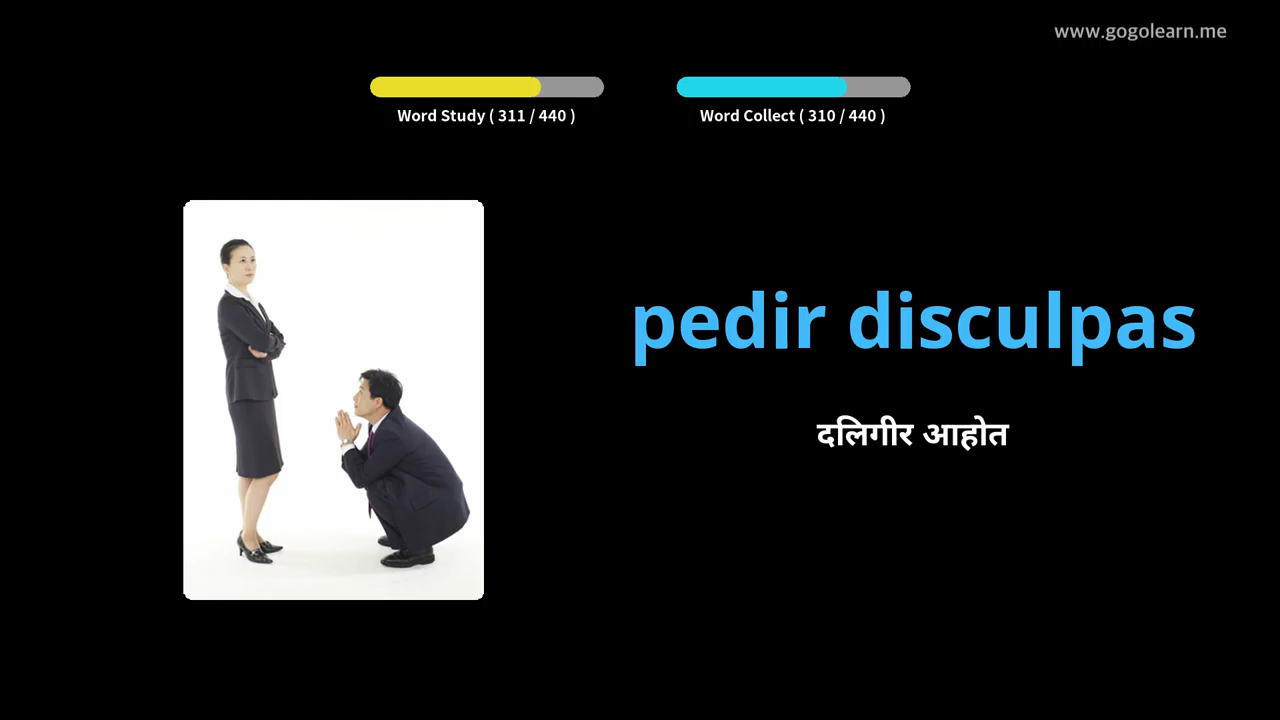 www.gogolearn.me
Word Study ( 311 / 440 )
Word Collect ( 310 / 440 )
pedir disculpas
दलिगीर आहोत